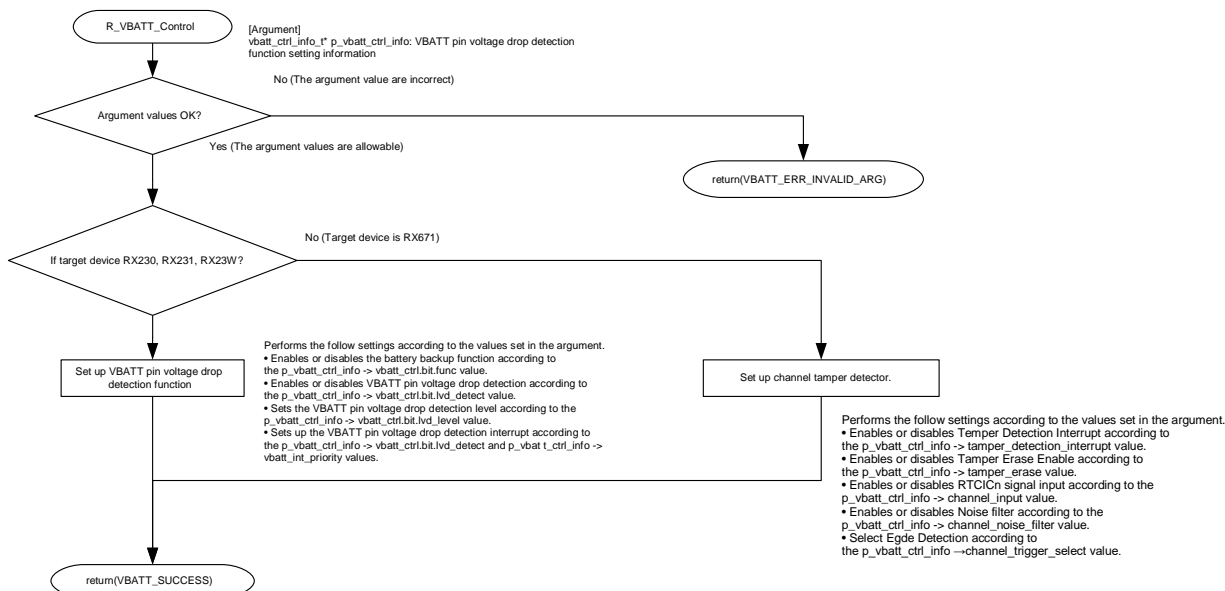 R_VBATT_Control
[Argument]
vbatt_ctrl_info_t* p_vbatt_ctrl_info: VBATT pin voltage drop detection
function setting information
No (The argument value are incorrect)
Argument values OK?
Yes (The argument values are allowable)
return(VBATT_ERR_INVALID_ARG)
No (Target device is RX671)
If target device RX230, RX231, RX23W?
Set up VBATT pin voltage drop
detection function
Performs the follow settings according to the values set in the argument.
• Enables or disables the battery backup function according to
the p_vbatt_ctrl_info -> vbatt_ctrl.bit.func value.
• Enables or disables VBATT pin voltage drop detection according to
the p_vbatt_ctrl_info -> vbatt_ctrl.bit.lvd_detect value.
• Sets the VBATT pin voltage drop detection level according to the
p_vbatt_ctrl_info -> vbatt_ctrl.bit.lvd_level value.
• Sets up the VBATT pin voltage drop detection interrupt according to
the p_vbatt_ctrl_info -> vbatt_ctrl.bit.lvd_detect and p_vbat t_ctrl_info ->
vbatt_int_priority values.
Set up channel tamper detector.
Performs the follow settings according to the values set in the argument.
• Enables or disables Temper Detection Interrupt according to
the p_vbatt_ctrl_info -> tamper_detection_interrupt value.
• Enables or disables Tamper Erase Enable according to
the p_vbatt_ctrl_info -> tamper_erase value.
• Enables or disables RTCICn signal input according to the
p_vbatt_ctrl_info -> channel_input value.
• Enables or disables Noise filter according to the
p_vbatt_ctrl_info -> channel_noise_filter value.
• Select Egde Detection according to
the p_vbatt_ctrl_info →channel_trigger_select value.
return(VBATT_SUCCESS)